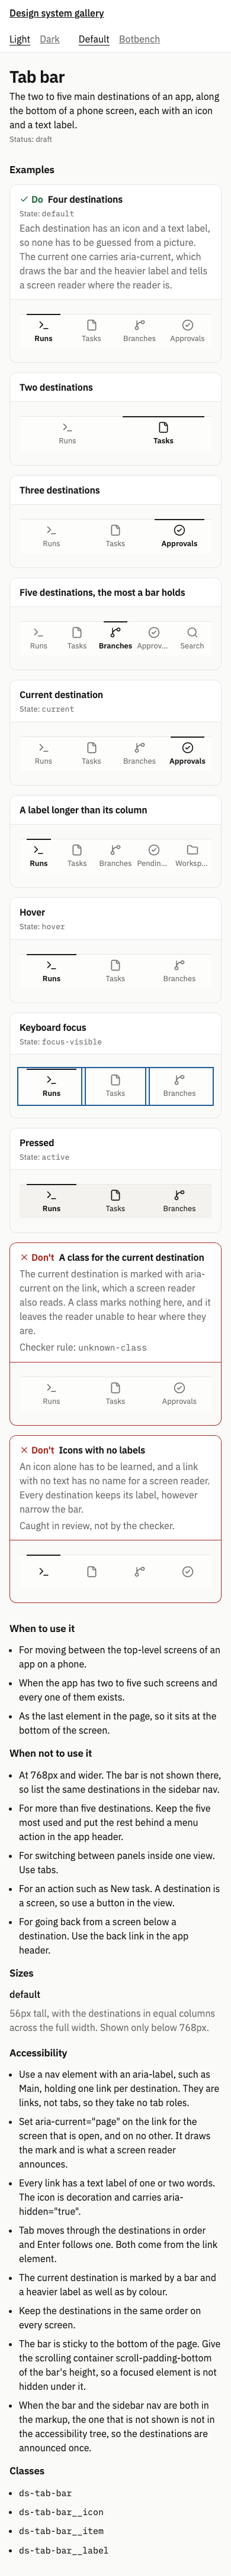 Design system gallery
Light Dark Default Botbench
Tab bar
The two to five main destinations of an app, along
the bottom of a phone screen, each with an icon
and a text label.
Status: draft
Examples
Do Four destinations
State: default
Each destination has an icon and a text label,
so none has to be guessed from a picture.
The current one carries aria-current, which
draws the bar and the heavier label and tells
a screen reader where the reader is.
Runs Tasks Branches Approvals
Two destinations
Runs Tasks
Three destinations
Runs Tasks Approvals
Five destinations, the most a bar holds
Runs Tasks Branches Approv... Search
Current destination
State: current
Runs Tasks Branches Approvals
A label longer than its column
Runs Tasks Branches Pendin... Worksp...
Hover
State: hover
Runs Tasks Branches
Keyboard focus
State: focus-visible
Runs Tasks Branches
Pressed
State: active
Runs Tasks Branches
Don't A class for the current destination
The current destination is marked with aria-
current on the link, which a screen reader
also reads. A class marks nothing here, and it
leaves the reader unable to hear where they
are.
Checker rule: unknown-class
Runs Tasks Approvals
Don't Icons with no labels
An icon alone has to be learned, and a link
with no text has no name for a screen reader.
Every destination keeps its label, however
narrow the bar.
Caught in review, not by the checker.
When to use it
• For moving between the top-level screens of an
app on a phone.
• When the app has two to five such screens and
every one of them exists.
• As the last element in the page, so it sits at the
bottom of the screen.
When not to use it
• At 768px and wider. The bar is not shown there,
so list the same destinations in the sidebar nav.
• For more than five destinations. Keep the five
most used and put the rest behind a menu
action in the app header.
• For switching between panels inside one view.
Use tabs.
• For an action such as New task. A destination is
a screen, so use a button in the view.
• For going back from a screen below a
destination. Use the back link in the app
header.
Sizes
default
56px tall, with the destinations in equal columns
across the full width. Shown only below 768px.
Accessibility
• Use a nav element with an aria-label, such as
Main, holding one link per destination. They are
links, not tabs, so they take no tab roles.
• Set aria-current="page" on the link for the
screen that is open, and on no other. It draws
the mark and is what a screen reader
announces.
• Every link has a text label of one or two words.
The icon is decoration and carries aria-
hidden="true".
• Tab moves through the destinations in order
and Enter follows one. Both come from the link
element.
• The current destination is marked by a bar and
a heavier label as well as by colour.
• Keep the destinations in the same order on
every screen.
• The bar is sticky to the bottom of the page. Give
the scrolling container scroll-padding-bottom
of the bar's height, so a focused element is not
hidden under it.
• When the bar and the sidebar nav are both in
the markup, the one that is not shown is not in
the accessibility tree, so the destinations are
announced once.
Classes
• ds-tab-bar
• ds-tab-bar__icon
• ds-tab-bar__item
• ds-tab-bar__label